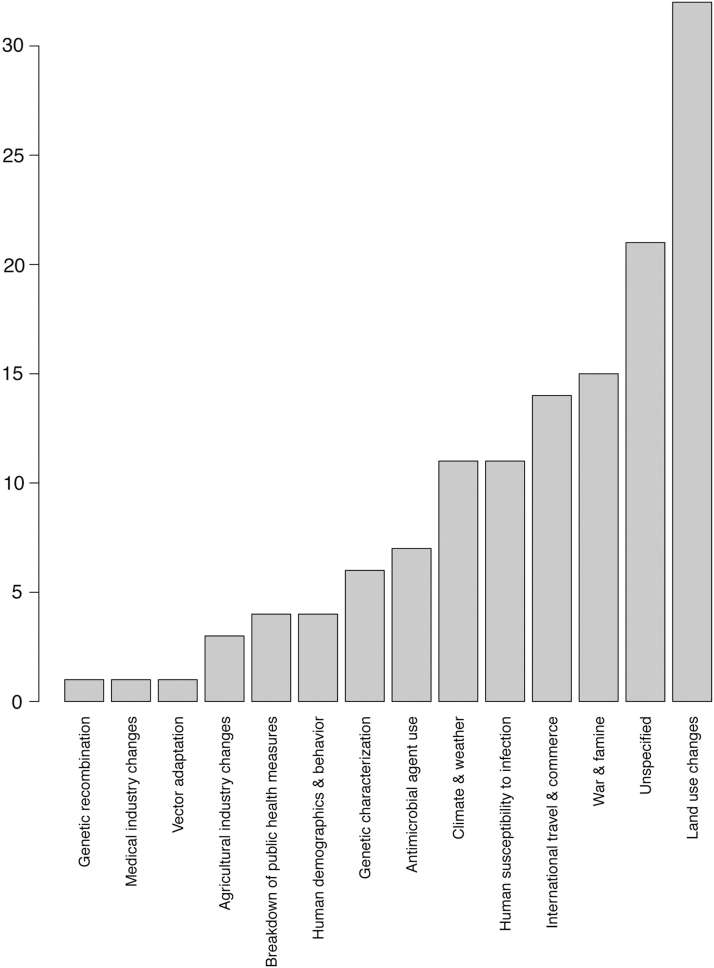 30
25
20
15
10
5
0
Genetic recombination
Medical industry changes
Vector adaptation
Agricultural industry changes
Breakdown of public health measures
Human demographics & behavior
Genetic characterization
Antimicrobial agent use
Climate & weather
Human susceptibility to infection
International travel & commerce
War & famine
Unspecified
Land use changes